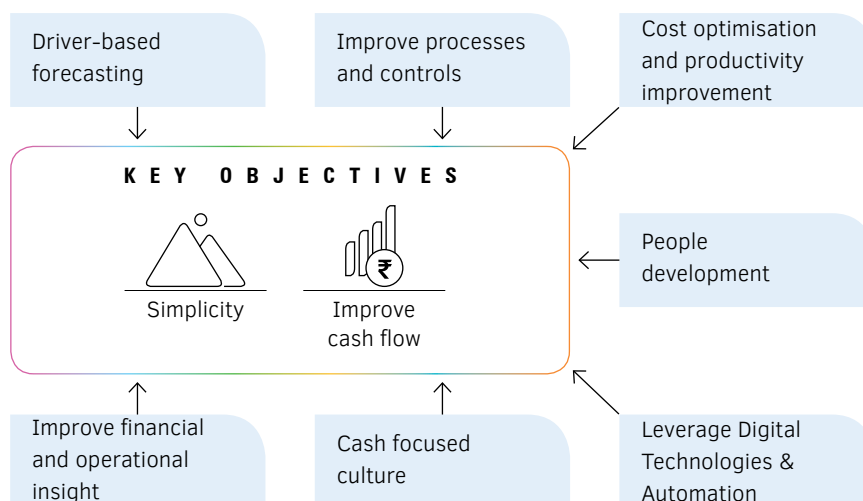 Driver-based
forecasting
Improve processes
and controls
Cost optimisation
and productivity
improvement
KEY OBJECTIVES
₹
Simplicity
Improve
cash flow
People
development
Improve financial
and operational
insight
Cash focused
culture
Leverage Digital
Technologies &
Automation